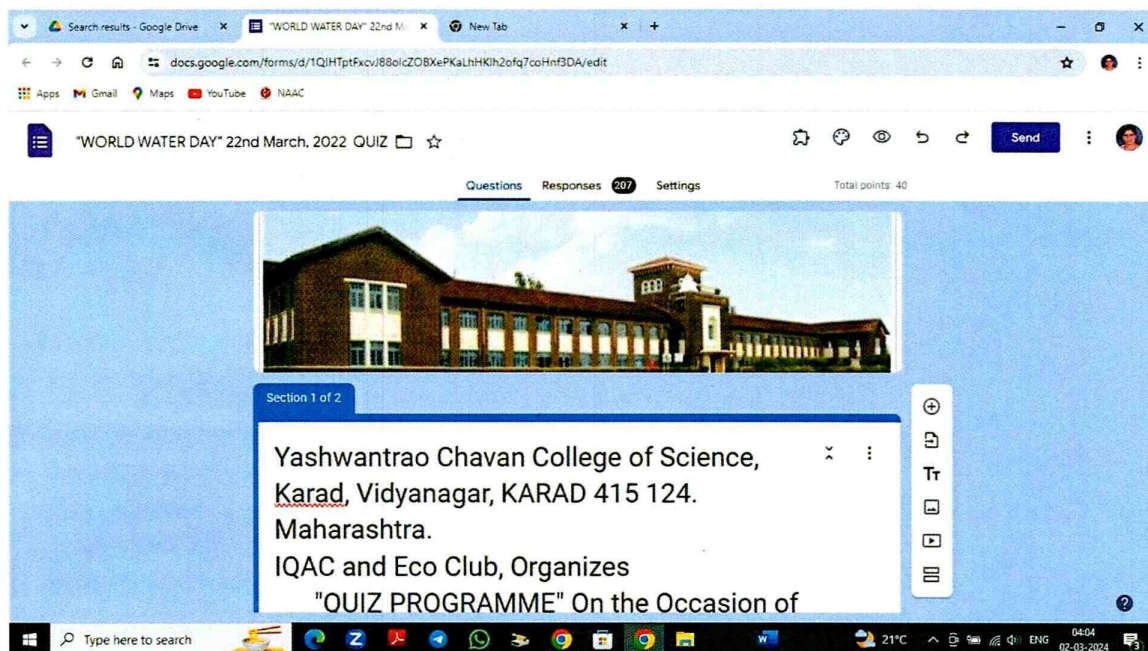 Search results - Google Drive
"WORLD WATER DAY" 22nd M
New Tab
docs.google.com/forms/d/1QIHTptFxcvJ88olcZOBXePKaLhHKlh2ofq7coHnf3DA/edit
Apps Gmail Maps YouTube NAAC
"WORLD WATER DAY" 22nd March, 2022 QUIZ
Send
Questions Responses 207 Settings
Total points: 40
Section 1 of 2
Yashwantrao Chavan College of Science,
Karad, Vidyanagar, KARAD 415 124.
Maharashtra.
IQAC and Eco Club, Organizes
"QUIZ PROGRAMME" On the Occasion of
Type here to search
21°C
ENG
04:04
02-03-2024